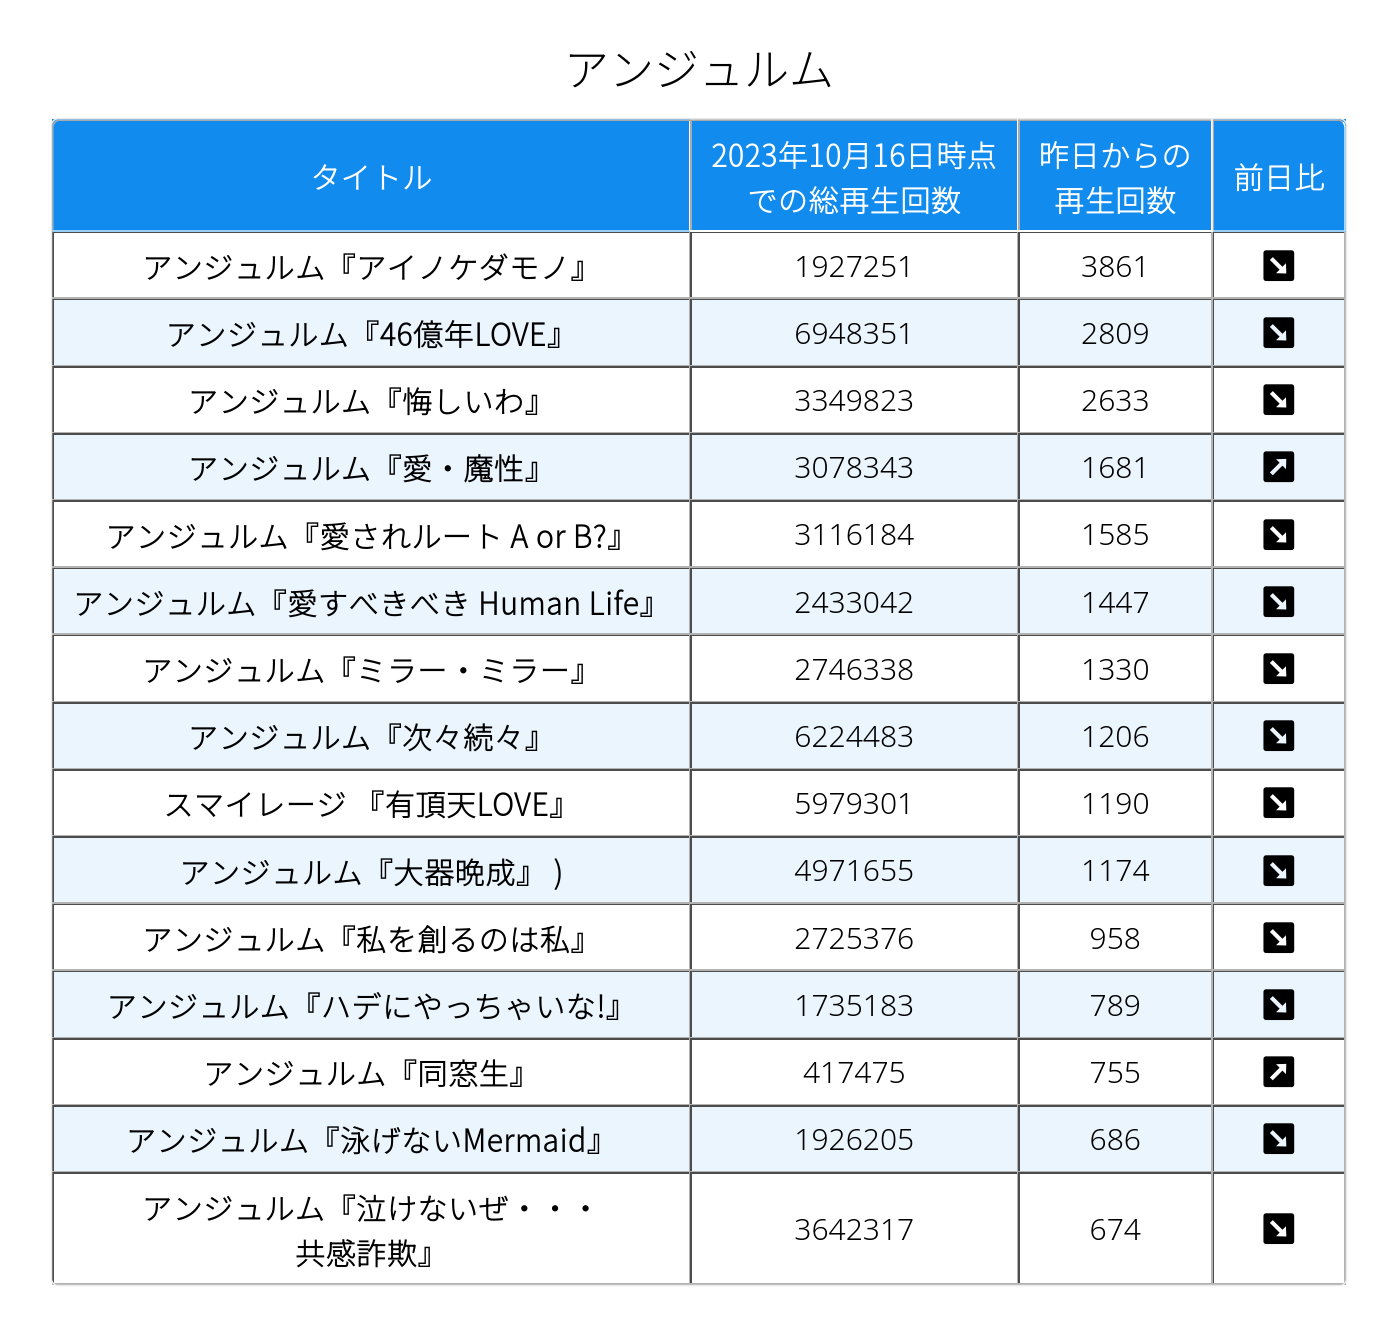 アンジュルム
タイトル
2023年10月16日時点
での総再生回数
昨日からの
再生回数
前日比
アンジュルム『アイノケダモノ』 1927251 3861 ↘
アンジュルム『46億年LOVE』 6948351 2809 ↘
アンジュルム『悔しいわ』 3349823 2633 ↘
アンジュルム『愛・魔性』 3078343 1681 ↗
アンジュルム『愛されルート A or B?』 3116184 1585 ↘
アンジュルム『愛すべきべき Human Life』 2433042 1447 ↘
アンジュルム『ミラー・ミラー』 2746338 1330 ↘
アンジュルム『次々続々』 6224483 1206 ↘
スマイレージ 『有頂天LOVE』 5979301 1190 ↘
アンジュルム『大器晩成』 ) 4971655 1174 ↘
アンジュルム『私を創るのは私』 2725376 958 ↘
アンジュルム『ハデにやっちゃいな!』 1735183 789 ↘
アンジュルム『同窓生』 417475 755 ↗
アンジュルム『泳げないMermaid』 1926205 686 ↘
アンジュルム『泣けないぜ・・・
共感詐欺』 3642317 674 ↘